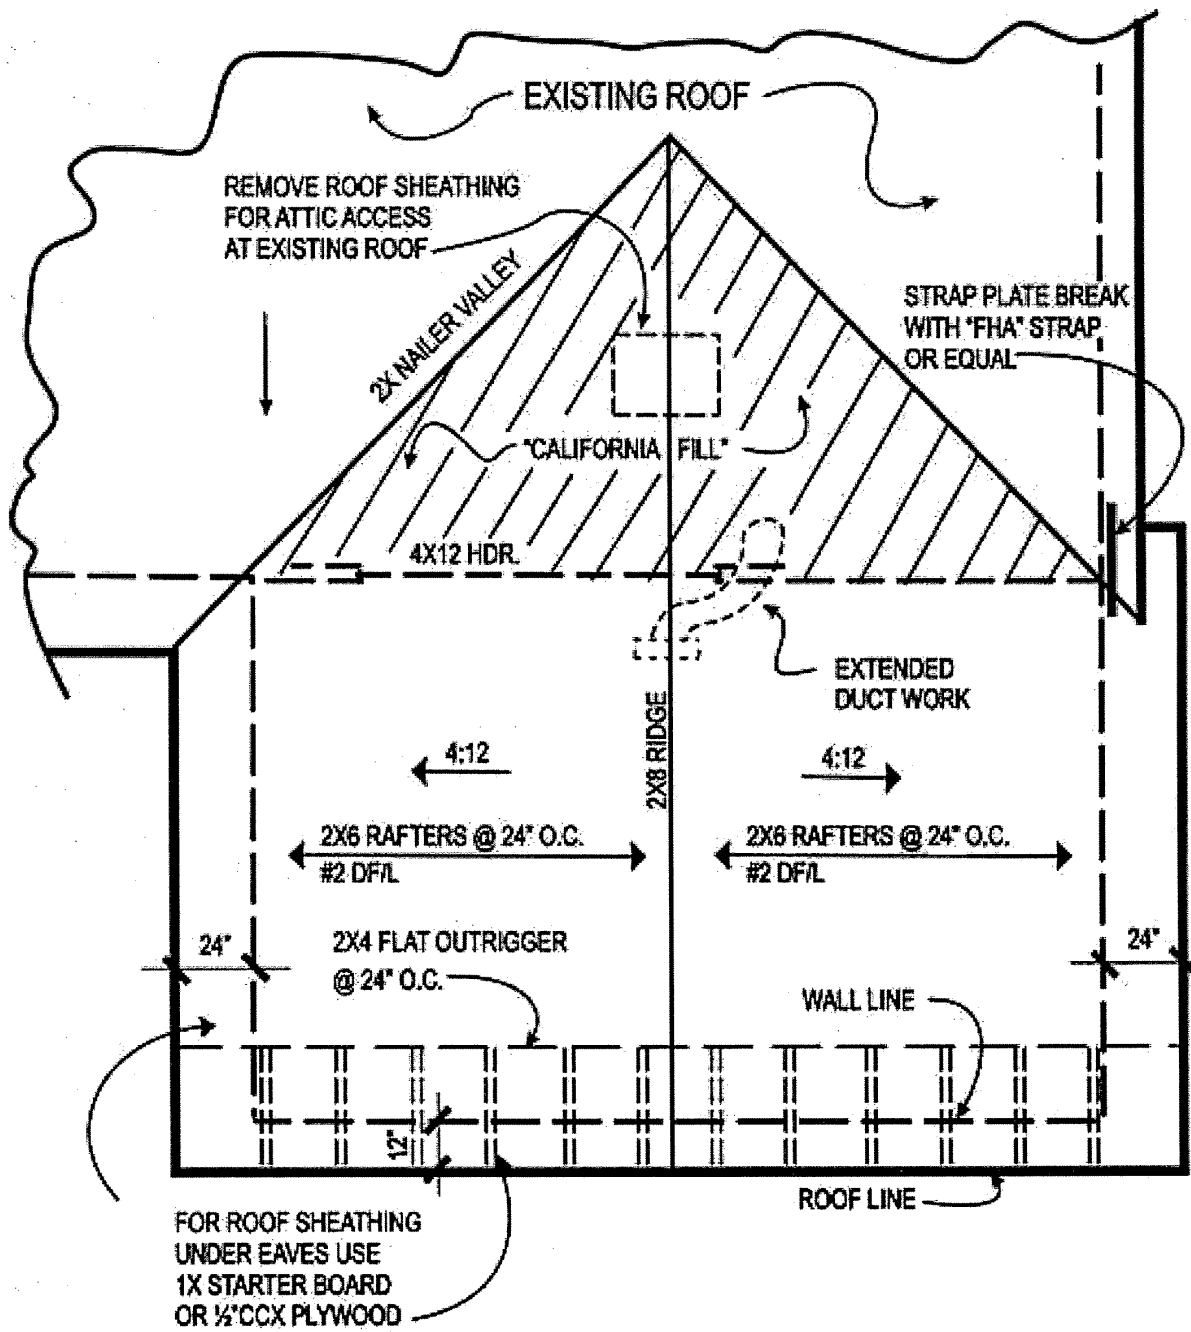 EXISTING ROOF
REMOVE ROOF SHEATHING
FOR ATTIC ACCESS
AT EXISTING ROOF
2X NAILER VALLEY
STRAP PLATE BREAK
WITH "FHA" STRAP
OR EQUAL
"CALIFORNIA FILL"
4X12 HDR.
EXTENDED
DUCT WORK
2X8 RIDGE
4:12
4:12
2X6 RAFTERS @ 24" O.C.
#2 DF/L
2X6 RAFTERS @ 24" O.C.
#2 DF/L
24"
2X4 FLAT OUTRIGGER
@ 24" O.C.
24"
WALL LINE
12"
ROOF LINE
FOR ROOF SHEATHING
UNDER EAVES USE
1X STARTER BOARD
OR ½"CCX PLYWOOD